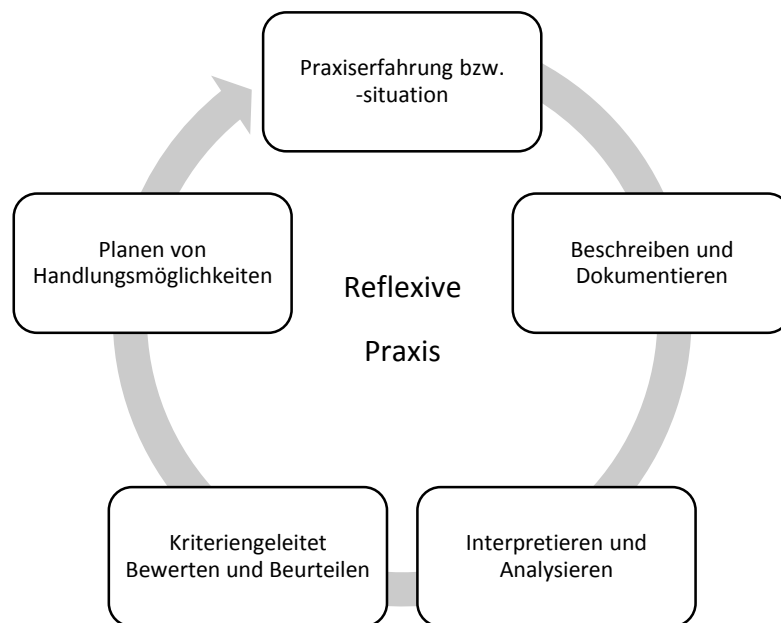 Praxiserfahrung bzw.
-situation
Beschreiben und
Dokumentieren
Interpretieren und
Analysieren
Kriteriengeleitet
Bewerten und Beurteilen
Planen von
Handlungsmöglichkeiten
Reflexive
Praxis